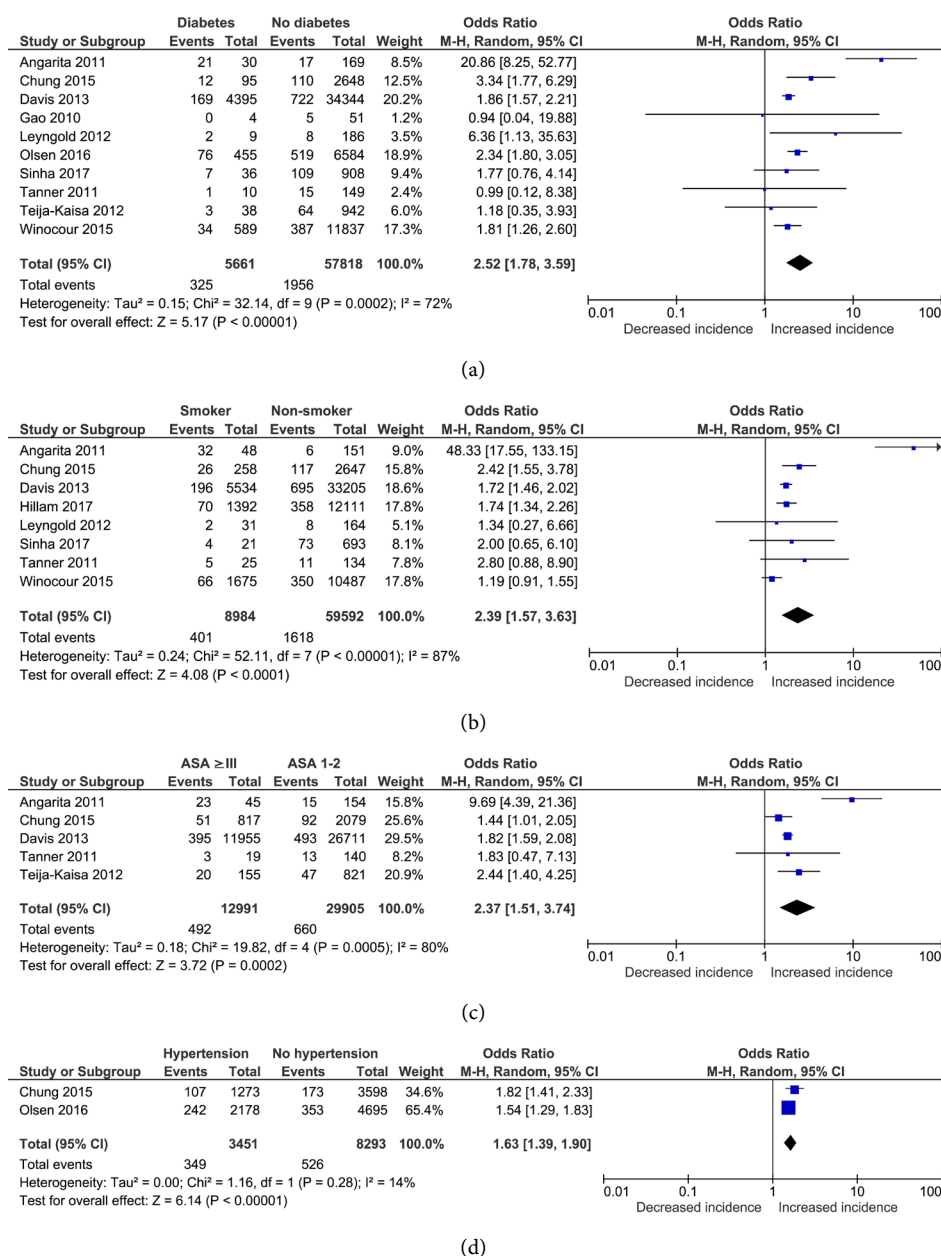 Diabetes No diabetes Odds Ratio Odds Ratio
Study or Subgroup Events Total Events Total Weight M-H, Random, 95% CI M-H, Random, 95% CI
Angarita 2011 21 30 17 169 8.5% 20.86 [8.25, 52.77]
Chung 2015 12 95 110 2648 12.5% 3.34 [1.77, 6.29]
Davis 2013 169 4395 722 34344 20.2% 1.86 [1.57, 2.21]
Gao 2010 0 4 5 51 1.3% 0.94 [0.04, 19.88]
Leyngold 2012 2 9 8 186 3.5% 6.36 [1.13, 35.63]
Olsen 2016 76 455 519 6584 18.9% 2.34 [1.80, 3.05]
Sinha 2017 7 36 109 908 9.4% 1.77 [0.76, 4.14]
Tanner 2011 1 10 15 149 2.4% 0.99 [0.12, 8.38]
Teija-Kaisa 2012 3 38 64 942 6.0% 1.18 [0.35, 3.93]
Winocour 2015 34 589 387 11837 17.3% 1.81 [1.26, 2.60]
Total (95% CI) 5661 57818 100.0% 2.52 [1.78, 3.59]
Total events 325 1956
Heterogeneity: Tau² = 0.15; Chi² = 32.14, df = 9 (P = 0.0002); I² = 72%
Test for overall effect: Z = 5.17 (P < 0.00001)
0.01 0.1 1 10 100
Decreased incidence Increased incidence
(a)
Smoker Non-smoker Odds Ratio Odds Ratio
Study or Subgroup Events Total Events Total Weight M-H, Random, 95% CI M-H, Random, 95% CI
Angarita 2011 32 48 6 151 9.0% 48.33 [17.55, 133.15]
Chung 2015 26 258 117 2647 15.8% 2.42 [1.55, 3.78]
Davis 2013 196 5534 695 33205 18.6% 1.72 [1.46, 2.02]
Hillam 2017 70 1392 358 12111 17.8% 1.74 [1.34, 2.26]
Leyngold 2012 2 31 8 164 5.1% 1.34 [0.27, 6.66]
Sinha 2017 4 21 73 693 8.1% 2.00 [0.65, 6.10]
Tanner 2011 5 25 11 134 7.7% 2.80 [0.88, 8.90]
Winocour 2015 66 1675 350 10487 17.8% 1.19 [0.91, 1.55]
Total (95% CI) 8984 59592 100.0% 2.39 [1.57, 3.63]
Total events 401 1618
Heterogeneity: Tau² = 0.24; Chi² = 52.11, df = 7 (P < 0.00001); I² = 87%
Test for overall effect: Z = 4.08 (P < 0.0001)
0.01 0.1 1 10 100
Decreased incidence Increased incidence
(b)
ASA ≥III ASA 1-2 Odds Ratio Odds Ratio
Study or Subgroup Events Total Events Total Weight M-H, Random, 95% CI M-H, Random, 95% CI
Angarita 2011 23 45 15 154 15.8% 9.69 [4.39, 21.36]
Chung 2015 51 817 92 2079 25.6% 1.44 [1.01, 2.05]
Davis 2013 395 11955 493 26711 29.5% 1.82 [1.59, 2.08]
Tanner 2011 3 19 13 140 8.2% 1.83 [0.47, 7.13]
Teija-Kaisa 2012 20 155 47 821 20.9% 2.44 [1.40, 4.25]
Total (95% CI) 12991 29905 100.0% 2.37 [1.51, 3.74]
Total events 492 660
Heterogeneity: Tau² = 0.18; Chi² = 19.82, df = 4 (P = 0.0005); I² = 80%
Test for overall effect: Z = 3.72 (P = 0.0002)
0.01 0.1 1 10 100
Decreased incidence Increased incidence
(c)
Hypertension No hypertension Odds Ratio Odds Ratio
Study or Subgroup Events Total Events Total Weight M-H, Random, 95% CI M-H, Random, 95% CI
Chung 2015 107 1273 173 3598 34.6% 1.82 [1.41, 2.33]
Olsen 2016 242 2178 353 4695 65.4% 1.54 [1.29, 1.83]
Total (95% CI) 3451 8293 100.0% 1.63 [1.39, 1.90]
Total events 349 526
Heterogeneity: Tau² = 0.00; Chi² = 1.16, df = 1 (P = 0.28); I² = 14%
Test for overall effect: Z = 6.14 (P < 0.00001)
0.01 0.1 1 10 100
Decreased incidence Increased incidence
(d)